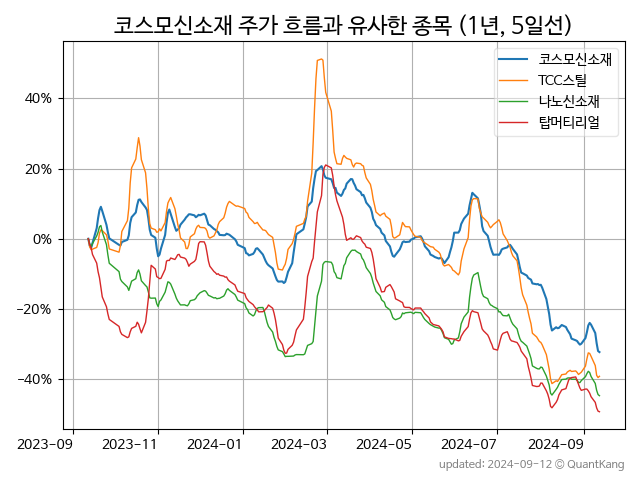 코스모신소재 주가 흐름과 유사한 종목 (1년, 5일선)
코스모신소재
TCC스틸
나노신소재
탑머티리얼
40%
20%
0%
−20%
−40%
2023-09 2023-11 2024-01 2024-03 2024-05 2024-07 2024-09
updated: 2024-09-12 © QuantKang